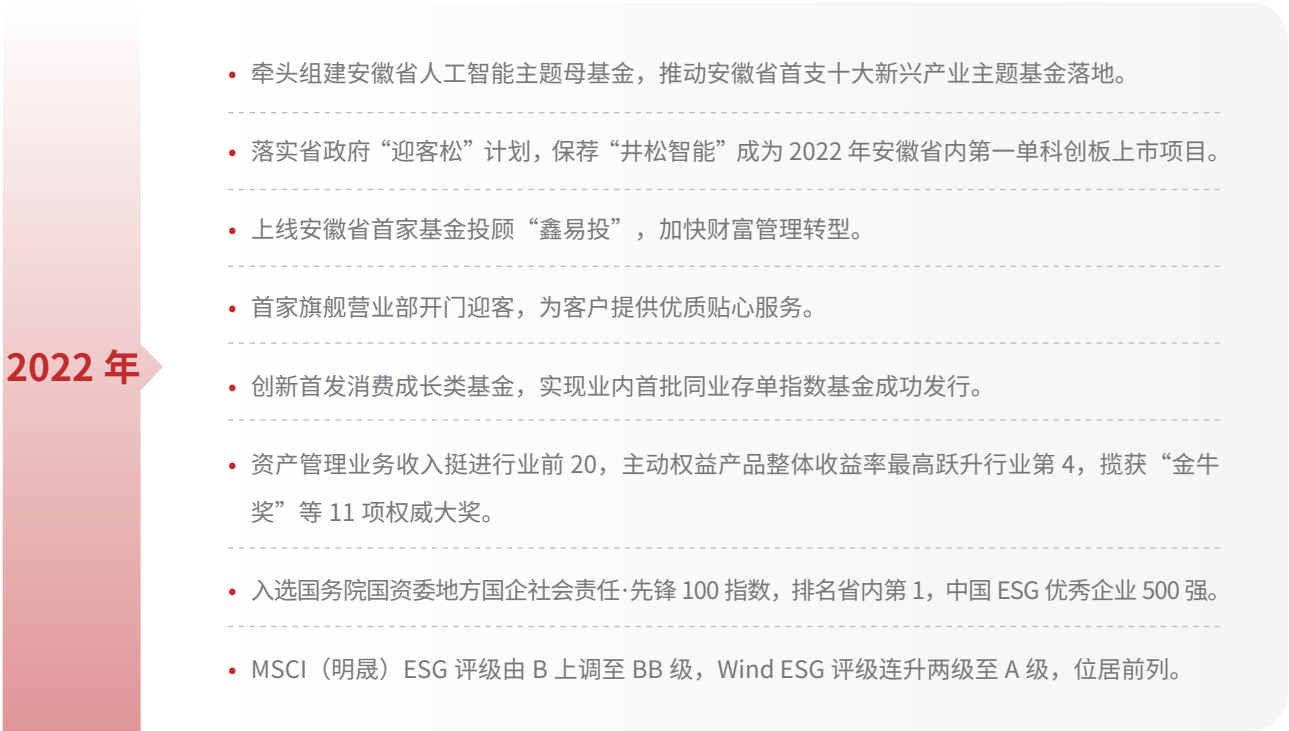 2022 年
• 牵头组建安徽省人工智能主题母基金，推动安徽省首支十大新兴产业主题基金落地。
• 落实省政府“迎客松”计划，保荐“井松智能”成为 2022 年安徽省内第一单科创板上市项目。
• 上线安徽省首家基金投顾“鑫易投”，加快财富管理转型。
• 首家旗舰营业部开门迎客，为客户提供优质贴心服务。
• 创新首发消费成长类基金，实现业内首批同业存单指数基金成功发行。
• 资产管理业务收入挺进行业前 20，主动权益产品整体收益率最高跃升行业第 4，揽获“金牛
奖”等 11 项权威大奖。
• 入选国务院国资委地方国企社会责任·先锋 100 指数，排名省内第 1，中国 ESG 优秀企业 500 强。
• MSCI（明晟）ESG 评级由 B 上调至 BB 级，Wind ESG 评级连升两级至 A 级，位居前列。